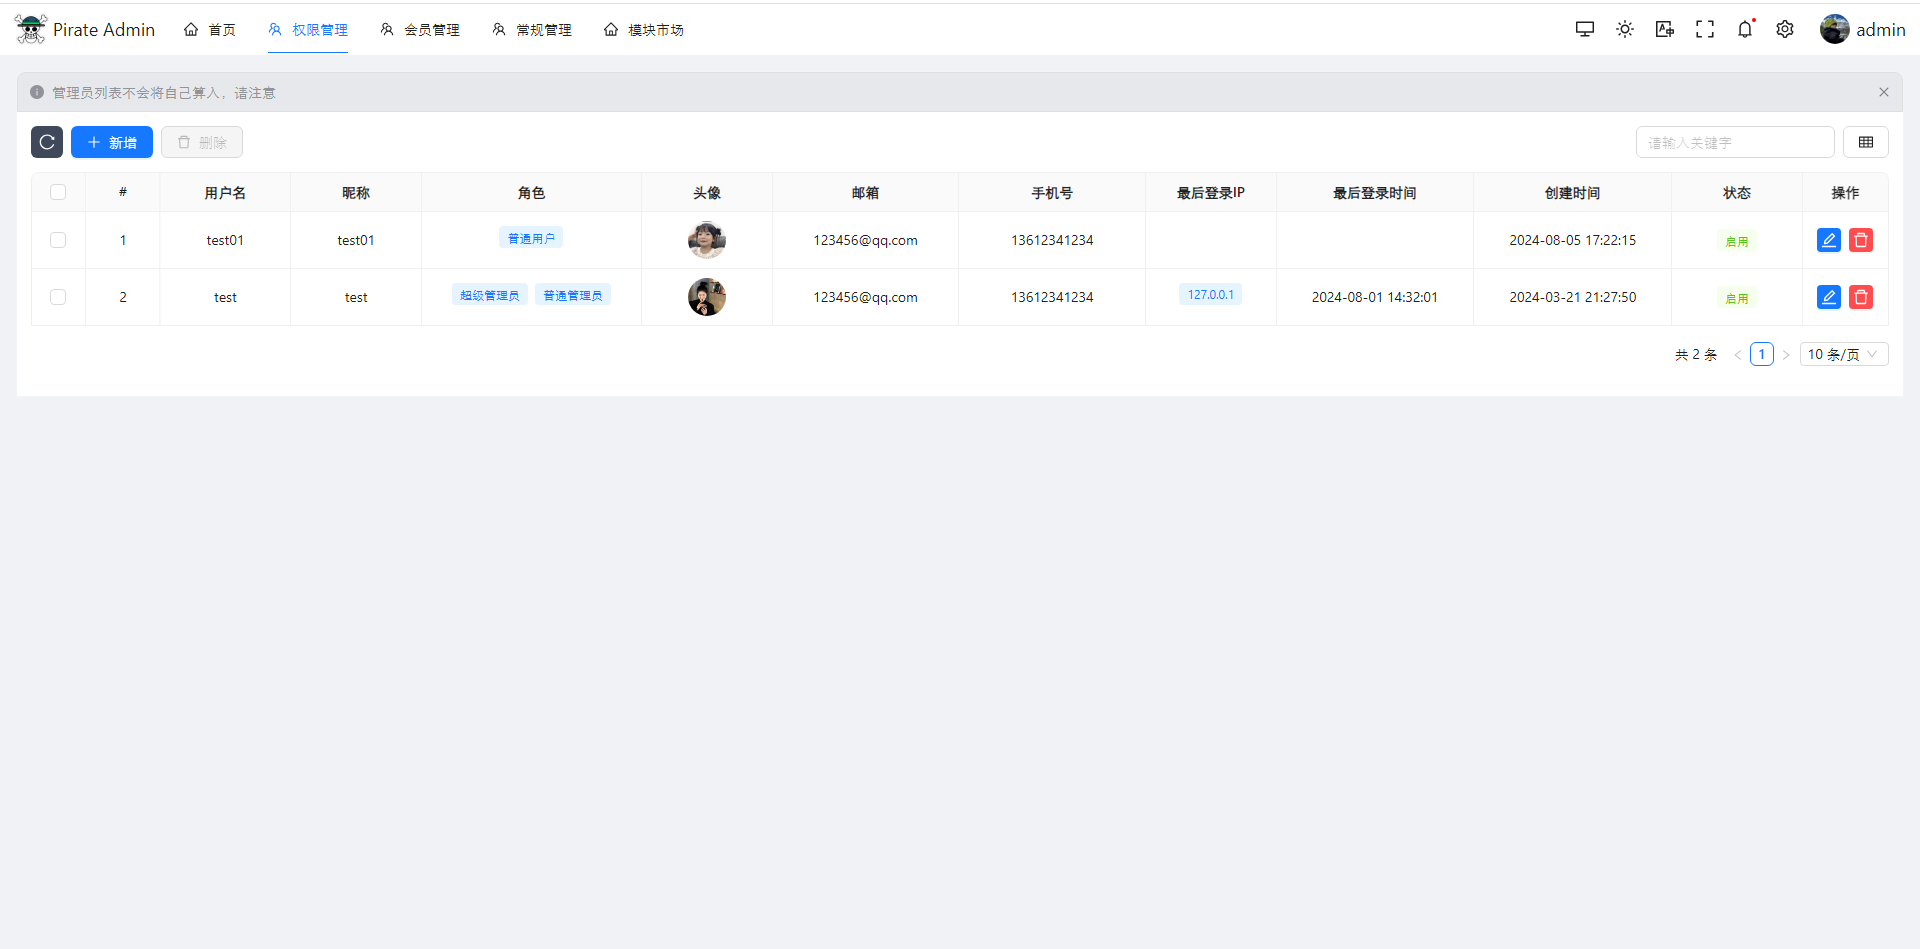 Pirate Admin 首页 权限管理 会员管理 常规管理 模块市场 admin
管理员列表不会将自己算入，请注意
新增 删除 请输入关键字
# 用户名 昵称 角色 头像 邮箱 手机号 最后登录IP 最后登录时间 创建时间 状态 操作
1 test01 test01 普通用户 123456@qq.com 13612341234 2024-08-05 17:22:15 启用
2 test test 超级管理员 普通管理员 123456@qq.com 13612341234 127.0.0.1 2024-08-01 14:32:01 2024-03-21 21:27:50 启用
共 2 条 < 1 > 10 条/页